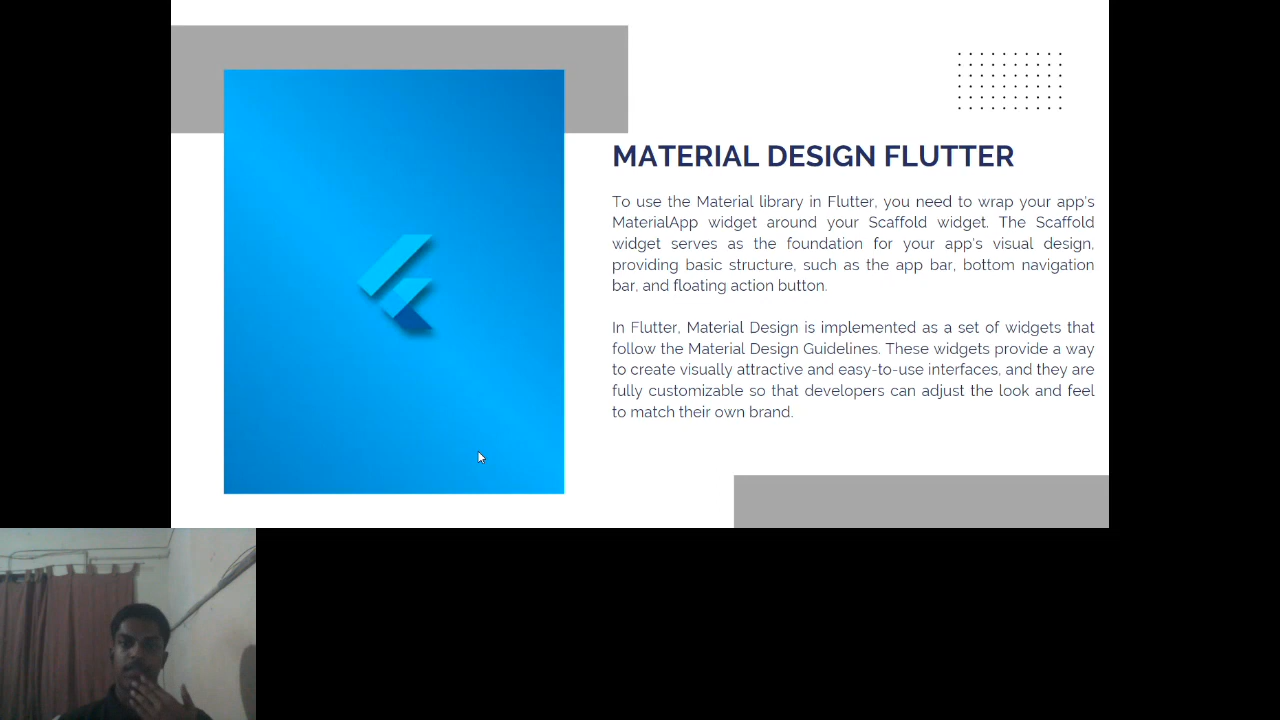 MATERIAL DESIGN FLUTTER
To use the Material library in Flutter, you need to wrap your app's
MaterialApp widget around your Scaffold widget. The Scaffold
widget serves as the foundation for your app's visual design,
providing basic structure, such as the app bar, bottom navigation
bar, and floating action button.
In Flutter, Material Design is implemented as a set of widgets that
follow the Material Design Guidelines. These widgets provide a way
to create visually attractive and easy-to-use interfaces, and they are
fully customizable so that developers can adjust the look and feel
to match their own brand.